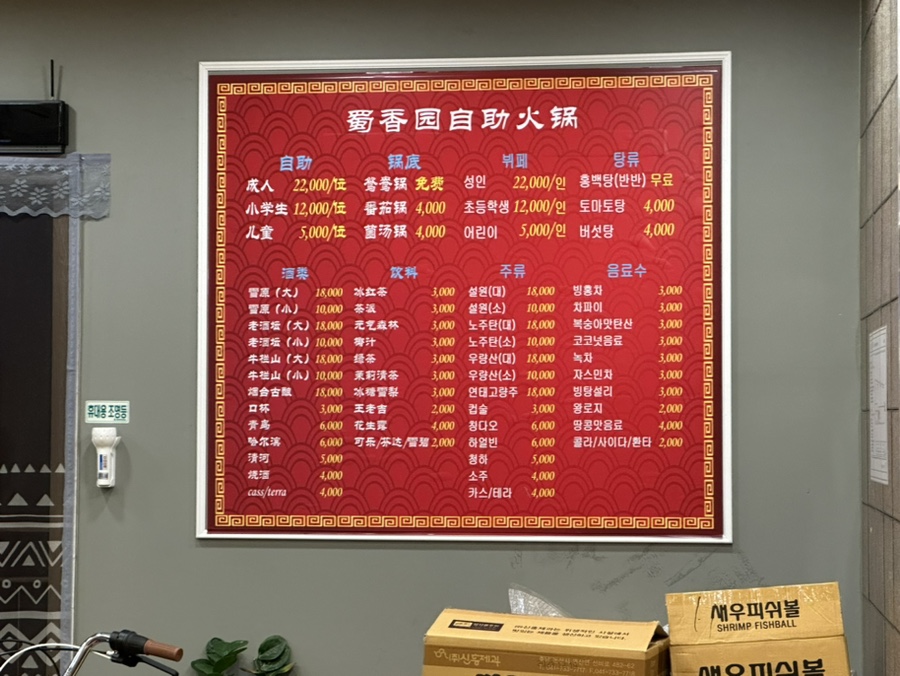 蜀香园自助火锅
自助 锅底 뷔페 탕류
成人 22,000/位 鸳鸯锅 免费 성인 22,000/인 홍백탕(반반) 무료
小学生 12,000/位 番茄锅 4,000 초등학생 12,000/인 토마토탕 4,000
儿童 5,000/位 菌汤锅 4,000 어린이 5,000/인 버섯탕 4,000
酒类 饮料 주류 음료수
雪原（大） 18,000 冰红茶 3,000 설원(대) 18,000 빙홍차 3,000
雪原（小） 10,000 茶派 3,000 설원(소) 10,000 차파이 3,000
老酒坛（大） 18,000 元气森林 3,000 노주탄(대) 18,000 복숭아맛탄산 3,000
老酒坛（小） 10,000 椰汁 3,000 노주탄(소) 10,000 코코넛음료 3,000
牛栏山（大） 18,000 绿茶 3,000 우랑산(대) 18,000 녹차 3,000
牛栏山（小） 10,000 茉莉清茶 3,000 우랑산(소) 10,000 자스민차 3,000
烟台古酿 18,000 冰糖雪梨 3,000 연태고량주 18,000 빙탕설리 3,000
口杯 3,000 王老吉 2,000 컵술 3,000 왕로지 2,000
青岛 6,000 花生露 4,000 칭다오 6,000 땅콩맛음료 4,000
哈尔滨 6,000 可乐/芬达/雪碧 2,000 하얼빈 6,000 콜라/사이다/환타 2,000
清河 5,000 청하 5,000
烧酒 4,000 소주 4,000
cass/terra 4,000 카스/테라 4,000
휴대용 조명등
새우피쉬볼
SHRIMP FISHBALL
(주)신동제과
새우피쉬볼